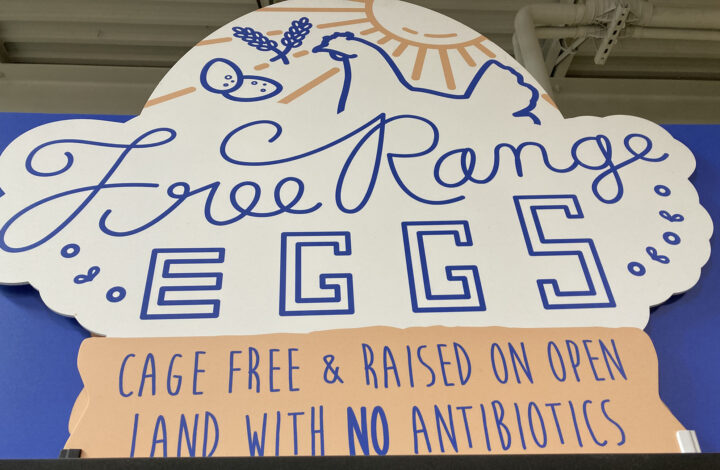 Free Range
EGGS
CAGE FREE & RAISED ON OPEN
LAND WITH NO ANTIBIOTICS